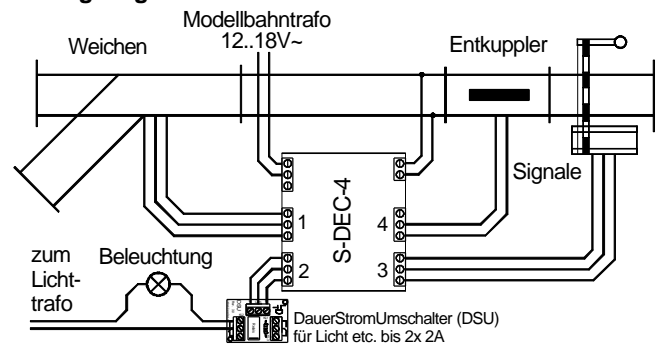 Modellbahntrafo
12..18V~
Weichen
Entkuppler
Signale
S-DEC-4
1
4
2
3
zum
Licht-
trafo
Beleuchtung
DauerStromUmschalter (DSU)
für Licht etc. bis 2x 2A